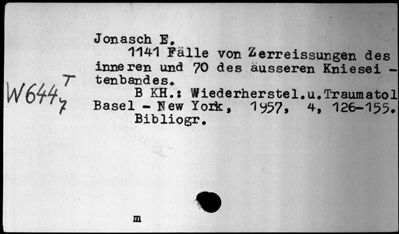 Jonasch E.
1141 Fälle von Zerreissungen des
inneren und 70 des äusseren Kniesei -
tenbandes.
W644 T/7
B KH.: Wiederherstel.u.Traumatol
Basel - New York, 1957, 4, 126-155.
Bibliogr.
m